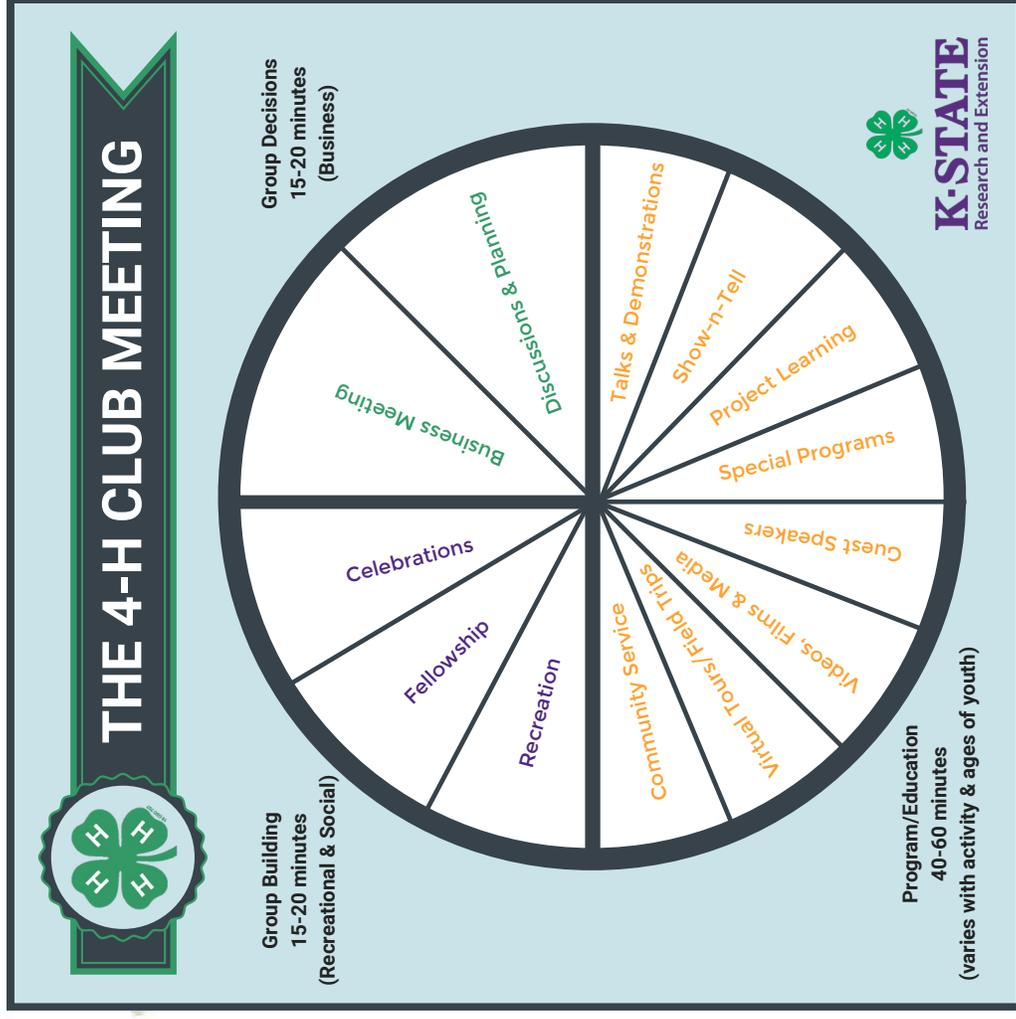 THE 4-H CLUB MEETING
H H
H H
Group Building
15-20 minutes
(Recreational & Social)
Group Decisions
15-20 minutes
(Business)
Celebrations
Fellowship
Recreation
Business Meeting
Discussions & Planning
Talks & Demonstrations
Show-n-Tell
Project Learning
Special Programs
Guest Speakers
Videos, Films & Media
Virtual Tours/Field Trips
Community Service
Program/Education
40-60 minutes
(varies with activity & ages of youth)
H H
H H
K-STATE
Research and Extension